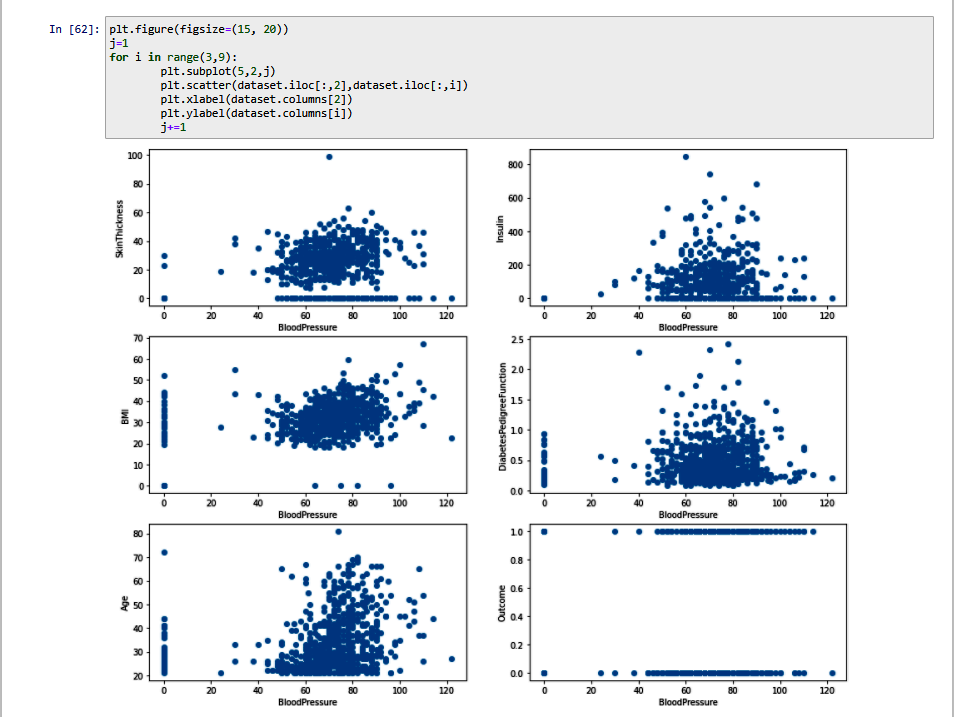 In [62]: plt.figure(figsize=(15, 20))
j=1
for i in range(3,9):
plt.subplot(5,2,j)
plt.scatter(dataset.iloc[:,2],dataset.iloc[:,i])
plt.xlabel(dataset.columns[2])
plt.ylabel(dataset.columns[i])
j+=1
SkinThickness
100
80
60
40
20
0
0 20 40 60 80 100 120
BloodPressure
Insulin
800
600
400
200
0
0 20 40 60 80 100 120
BloodPressure
BMI
70
60
50
40
30
20
10
0
0 20 40 60 80 100 120
BloodPressure
DiabetesPedigreeFunction
2.5
2.0
1.5
1.0
0.5
0.0
0 20 40 60 80 100 120
BloodPressure
Age
80
70
60
50
40
30
20
0 20 40 60 80 100 120
BloodPressure
Outcome
1.0
0.8
0.6
0.4
0.2
0.0
0 20 40 60 80 100 120
BloodPressure